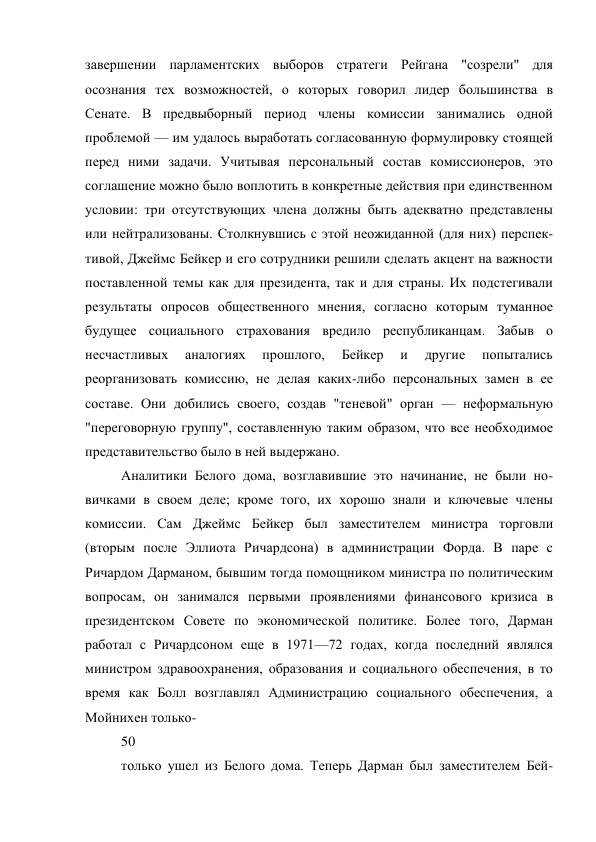 завершении парламентских выборов стратеги Рейгана "созрели" для
осознания тех возможностей, о которых говорил лидер большинства в
Сенате. В предвыборный период члены комиссии занимались одной
проблемой — им удалось выработать согласованную формулировку стоящей
перед ними задачи. Учитывая персональный состав комиссионеров, это
соглашение можно было воплотить в конкретные действия при единственном
условии: три отсутствующих члена должны быть адекватно представлены
или нейтрализованы. Столкнувшись с этой неожиданной (для них) перспек-
тивой, Джеймс Бейкер и его сотрудники решили сделать акцент на важности
поставленной темы как для президента, так и для страны. Их подстегивали
результаты опросов общественного мнения, согласно которым туманное
будущее социального страхования вредило республиканцам. Забыв о
несчастливых аналогиях прошлого, Бейкер и другие попытались
реорганизовать комиссию, не делая каких-либо персональных замен в ее
составе. Они добились своего, создав "теневой" орган — неформальную
"переговорную группу", составленную таким образом, что все необходимое
представительство было в ней выдержано.
Аналитики Белого дома, возглавившие это начинание, не были но-
вичками в своем деле; кроме того, их хорошо знали и ключевые члены
комиссии. Сам Джеймс Бейкер был заместителем министра торговли
(вторым после Эллиота Ричардсона) в администрации Форда. В паре с
Ричардом Дарманом, бывшим тогда помощником министра по политическим
вопросам, он занимался первыми проявлениями финансового кризиса в
президентском Совете по экономической политике. Более того, Дарман
работал с Ричардсоном еще в 1971—72 годах, когда последний являлся
министром здравоохранения, образования и социального обеспечения, в то
время как Болл возглавлял Администрацию социального обеспечения, а
Мойнихен только-
50
только ушел из Белого дома. Теперь Дарман был заместителем Бей-